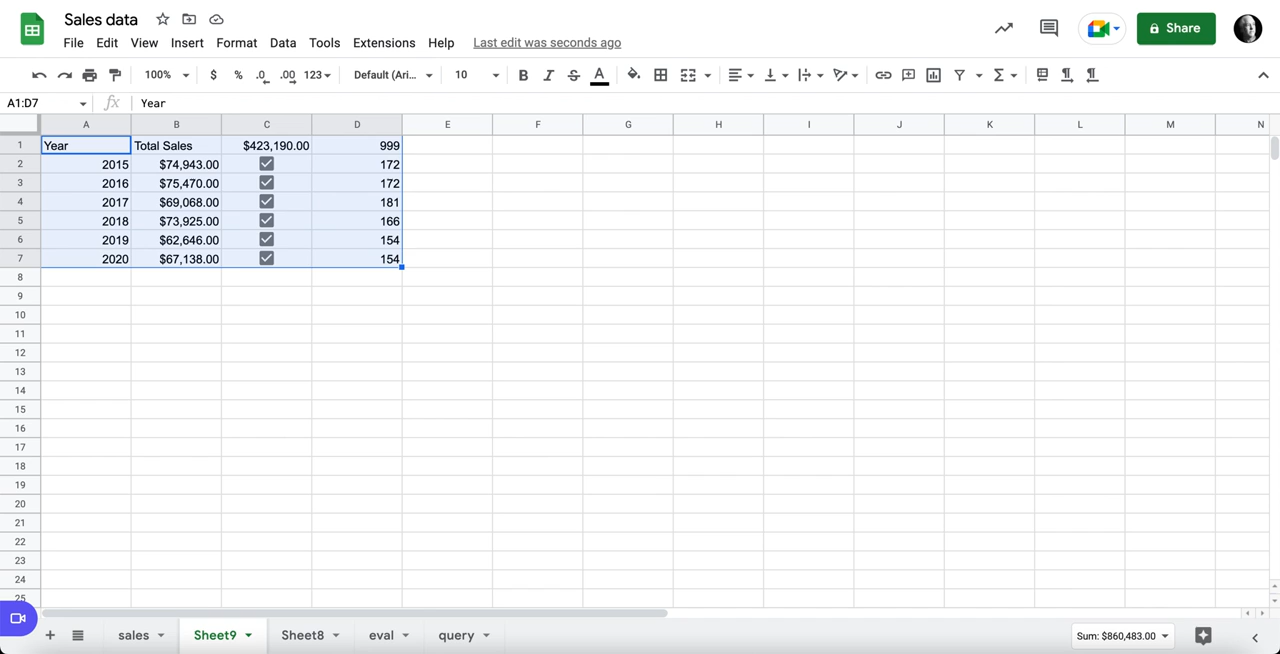 Sales data
File Edit View Insert Format Data Tools Extensions Help Last edit was seconds ago
Share
100% $ % .0 .00 123 Default (Ari... 10 B I S A
A1:D7 fx Year
A B C D E F G H I J K L M N
1 Year Total Sales $423,190.00 999
2 2015 $74,943.00 172
3 2016 $75,470.00 172
4 2017 $69,068.00 181
5 2018 $73,925.00 166
6 2019 $62,646.00 154
7 2020 $67,138.00 154
8
9
10
11
12
13
14
15
16
17
18
19
20
21
22
23
24
25
sales Sheet9 Sheet8 eval query Sum: $860,483.00